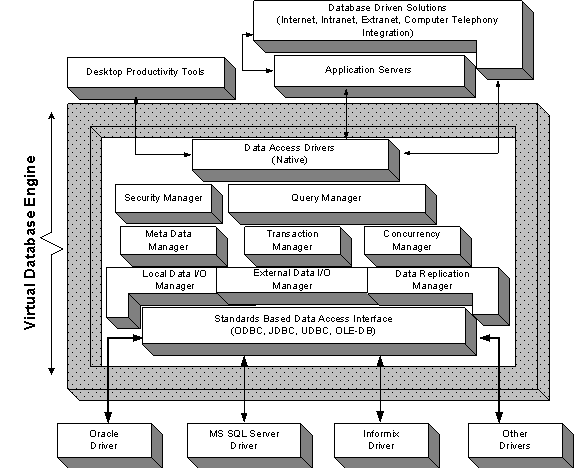 Database Driven Solutions
(Internet, Intranet, Extranet, Computer Telephony
Integration)
Desktop Productivity Tools
Application Servers
Data Access Drivers
(Native)
Security Manager
Query Manager
Meta Data
Manager
Transaction
Manager
Concurrency
Manager
Local Data I/O
Manager
External Data I/O
Manager
Data Replication
Manager
Standards Based Data Access Interface
(ODBC, JDBC, UDBC, OLE-DB)
Virtual Database Engine
Oracle
Driver
MS SQL Server
Driver
Informix
Driver
Other
Drivers